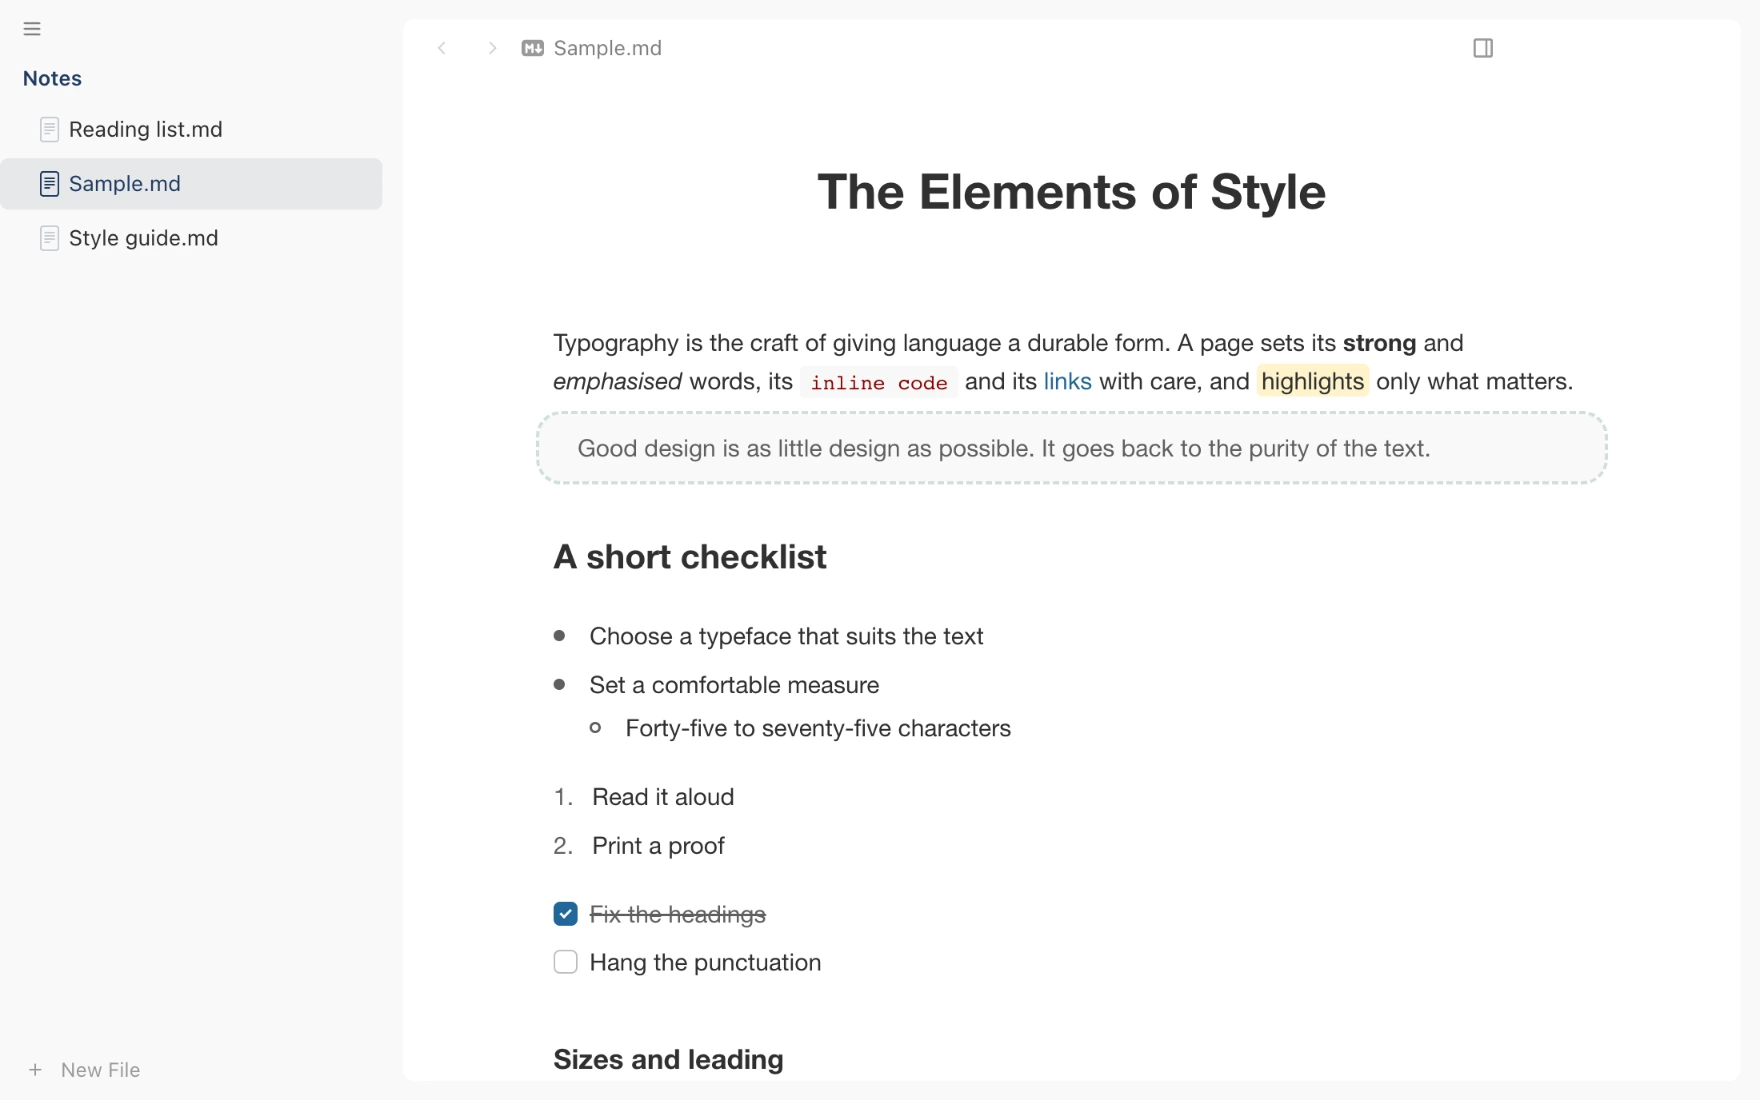 Notes
Reading list.md
Sample.md
Style guide.md
New File
Sample.md
The Elements of Style
Typography is the craft of giving language a durable form. A page sets its strong and
emphasised words, its inline code and its links with care, and highlights only what matters.
Good design is as little design as possible. It goes back to the purity of the text.
A short checklist
Choose a typeface that suits the text
Set a comfortable measure
Forty-five to seventy-five characters
1. Read it aloud
2. Print a proof
Fix the headings
Hang the punctuation
Sizes and leading